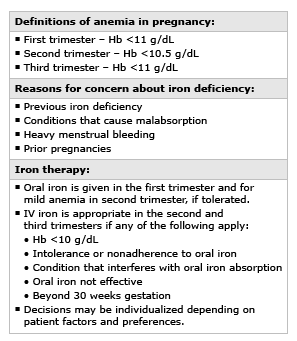 Definitions of anemia in pregnancy:
▪ First trimester – Hb <11 g/dL
▪ Second trimester – Hb <10.5 g/dL
▪ Third trimester – Hb <11 g/dL
Reasons for concern about iron deficiency:
▪ Previous iron deficiency
▪ Conditions that cause malabsorption
▪ Heavy menstrual bleeding
▪ Prior pregnancies
Iron therapy:
▪ Oral iron is given in the first trimester and for
mild anemia in second trimester, if tolerated.
▪ IV iron is appropriate in the second and
third trimesters if any of the following apply:
• Hb <10 g/dL
• Intolerance or nonadherence to oral iron
• Condition that interferes with oral iron absorption
• Oral iron not effective
• Beyond 30 weeks gestation
▪ Decisions may be individualized depending on
patient factors and preferences.